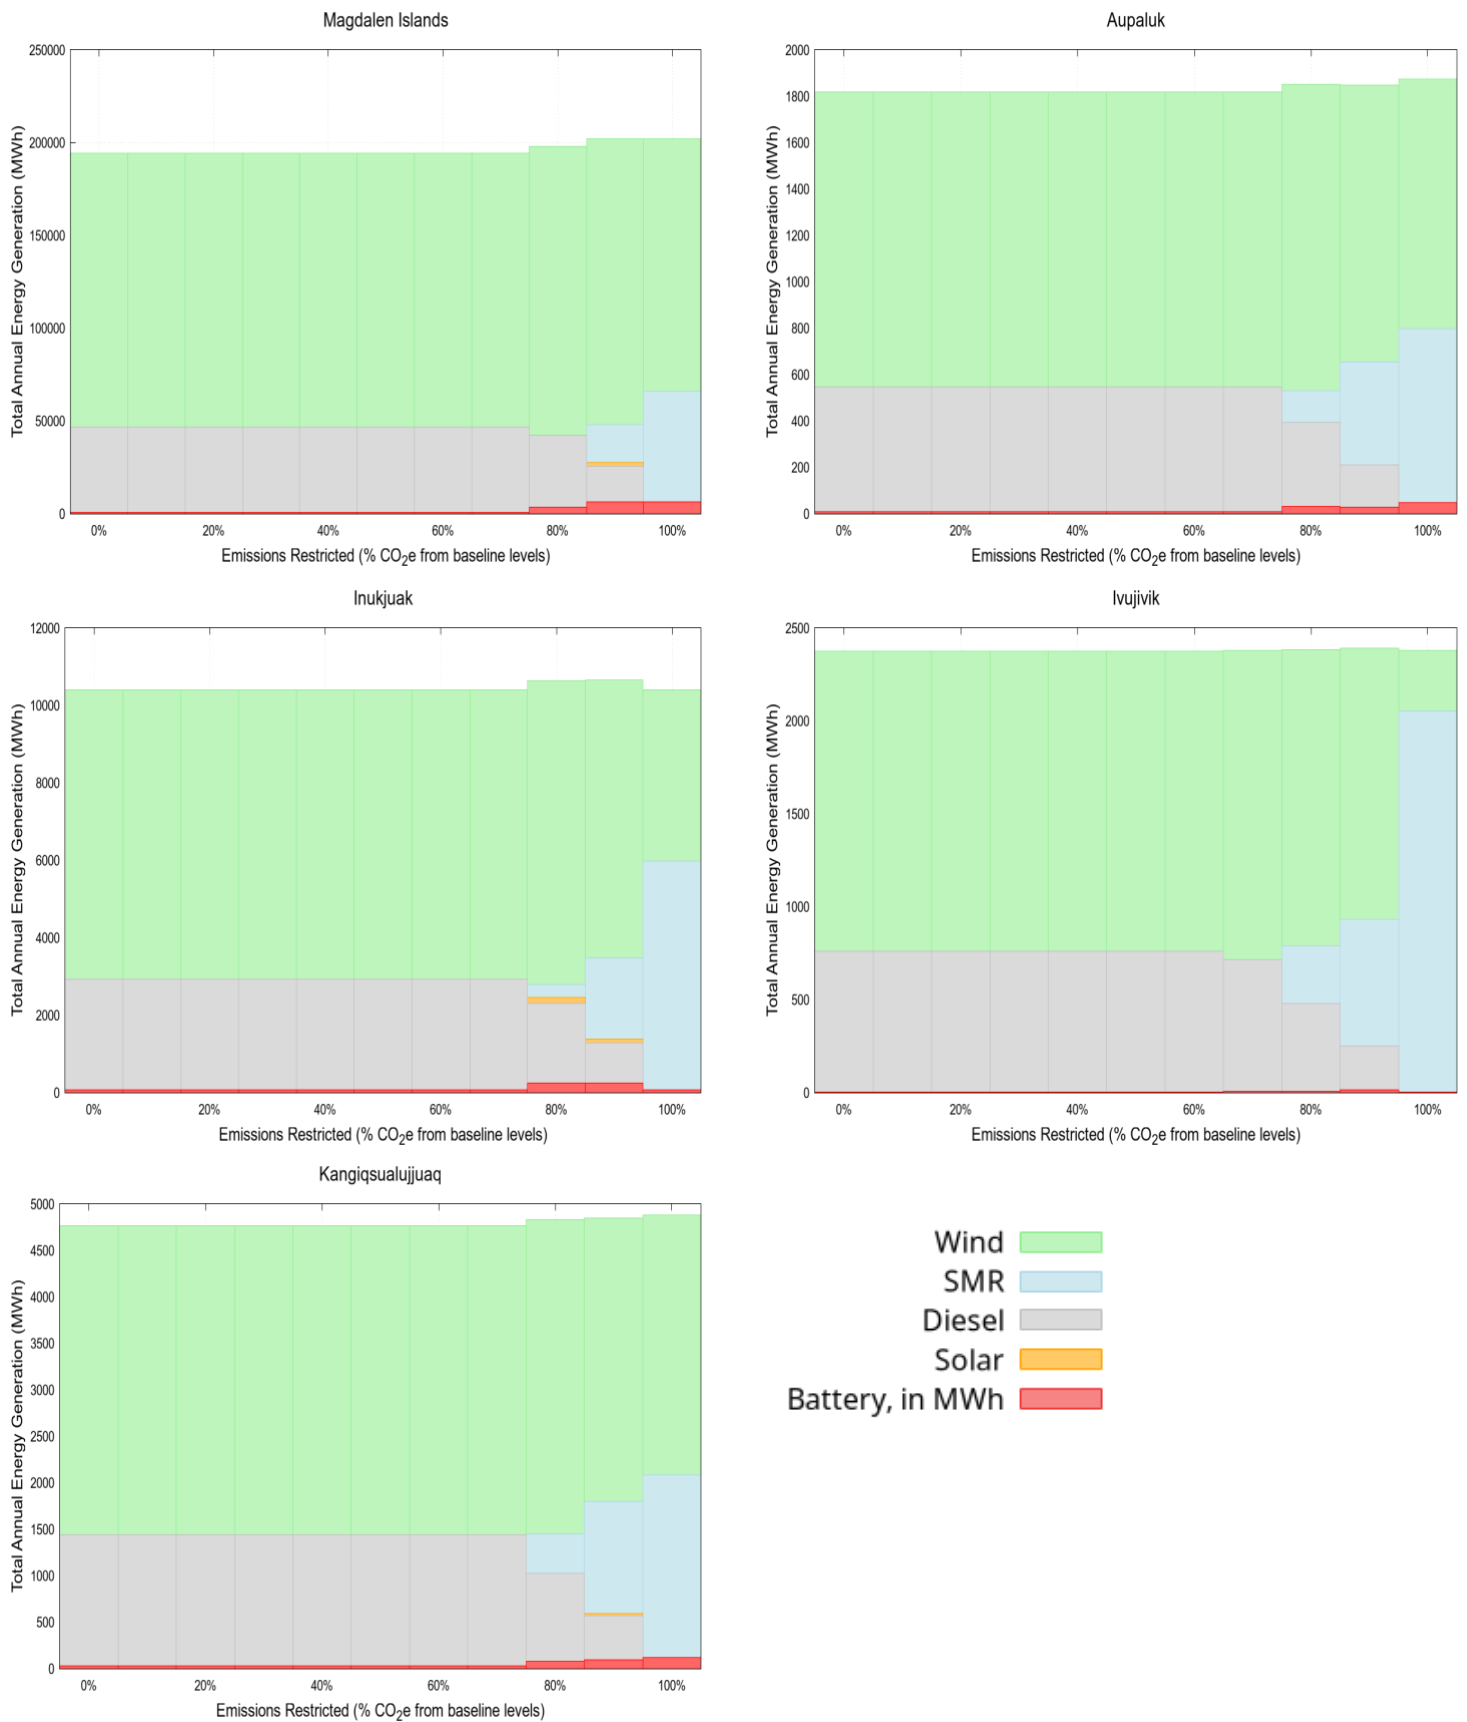 Magdalen Islands
Total Annual Energy Generation (MWh)
250000
200000
150000
100000
50000
0
0% 20% 40% 60% 80% 100%
Emissions Restricted (% CO2e from baseline levels)
Aupaluk
Total Annual Energy Generation (MWh)
2000
1800
1600
1400
1200
1000
800
600
400
200
0
0% 20% 40% 60% 80% 100%
Emissions Restricted (% CO2e from baseline levels)
Inukjuak
Total Annual Energy Generation (MWh)
12000
10000
8000
6000
4000
2000
0
0% 20% 40% 60% 80% 100%
Emissions Restricted (% CO2e from baseline levels)
Ivujivik
Total Annual Energy Generation (MWh)
2500
2000
1500
1000
500
0
0% 20% 40% 60% 80% 100%
Emissions Restricted (% CO2e from baseline levels)
Kangiqsualujjuaq
Total Annual Energy Generation (MWh)
5000
4500
4000
3500
3000
2500
2000
1500
1000
500
0
0% 20% 40% 60% 80% 100%
Emissions Restricted (% CO2e from baseline levels)
Wind
SMR
Diesel
Solar
Battery, in MWh